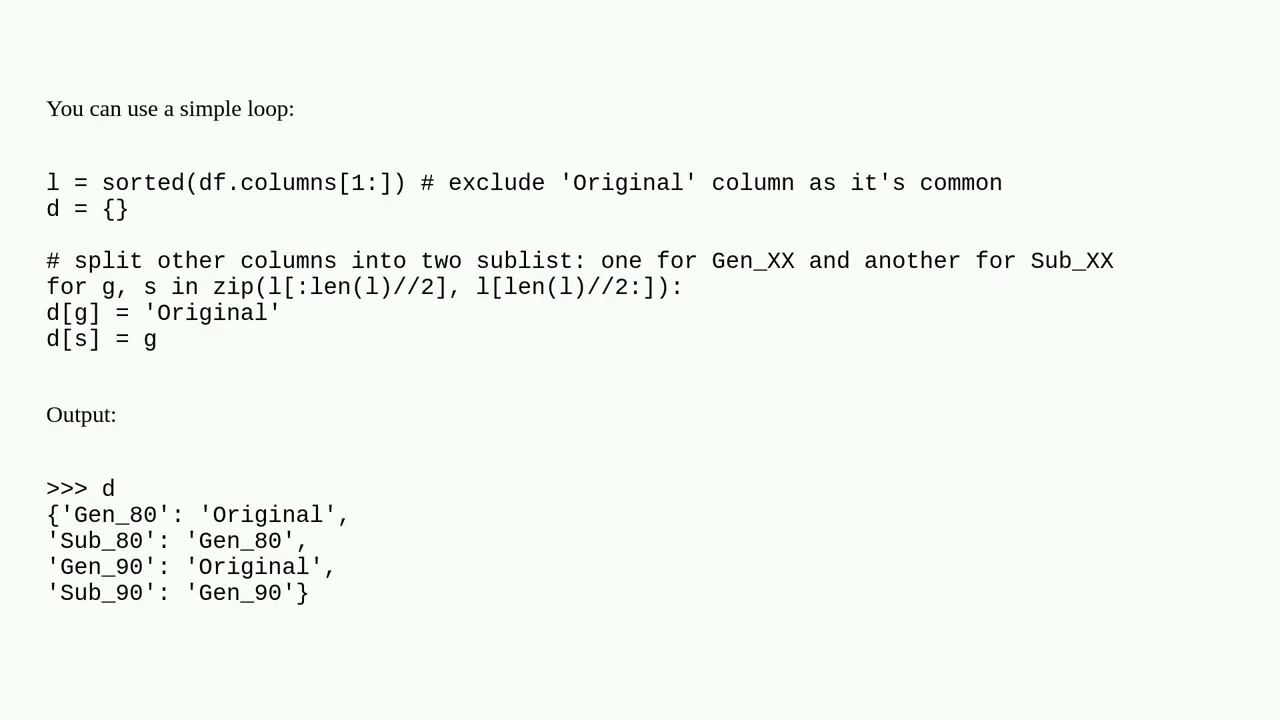 You can use a simple loop:
l = sorted(df.columns[1:]) # exclude 'Original' column as it's common
d = {}
# split other columns into two sublist: one for Gen_XX and another for Sub_XX
for g, s in zip(l[:len(l)//2], l[len(l)//2:]):
d[g] = 'Original'
d[s] = g
Output:
>>> d
{'Gen_80': 'Original',
'Sub_80': 'Gen_80',
'Gen_90': 'Original',
'Sub_90': 'Gen_90'}